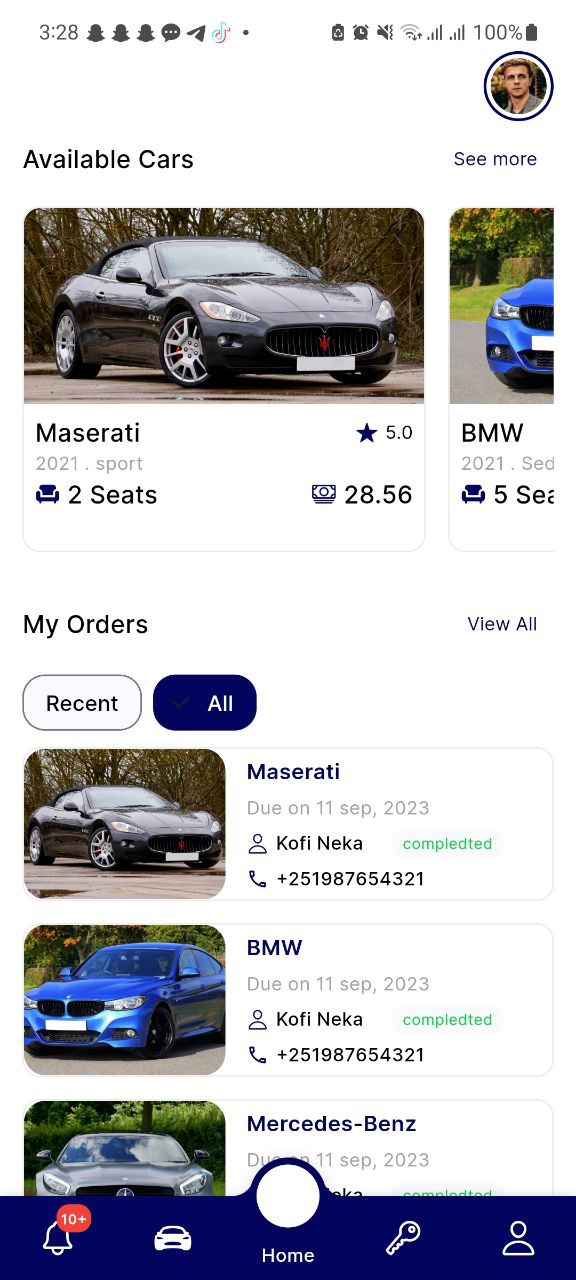 3:28 100%
Available Cars See more
Maserati 5.0
2021 . sport
2 Seats 28.56
BMW
2021 . Sed
5 Sea
My Orders View All
Recent All
Maserati
Due on 11 sep, 2023
Kofi Neka compledted
+251987654321
BMW
Due on 11 sep, 2023
Kofi Neka compledted
+251987654321
Mercedes-Benz
Due on 11 sep, 2023
Neka compledted
10+
Home